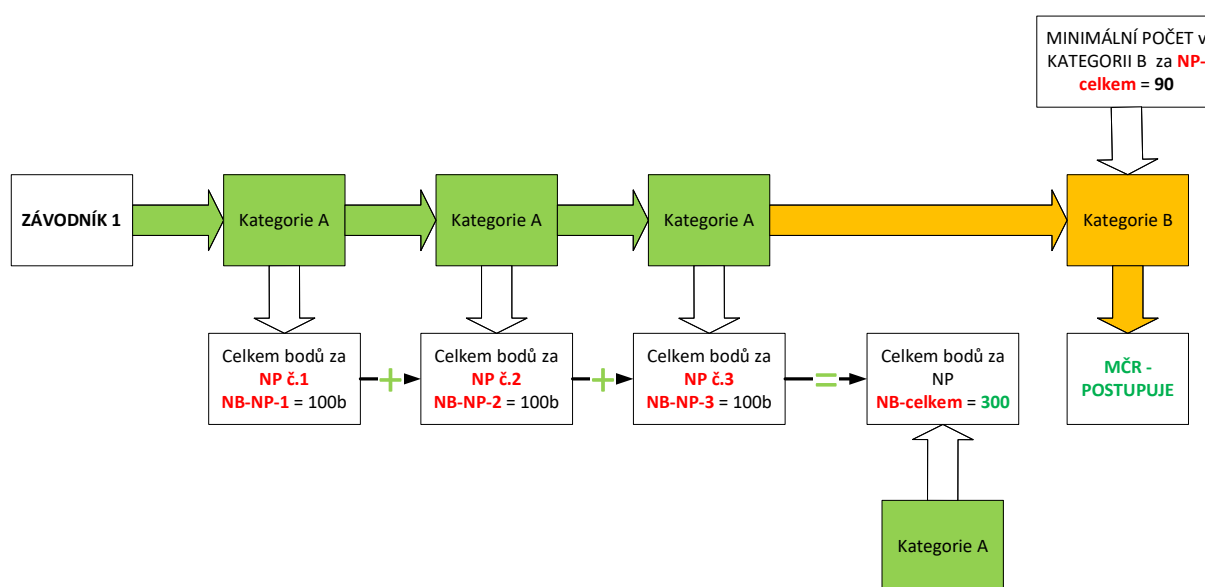 MINIMÁLNÍ POČET v
KATEGORII B za NP-
celkem = 90
ZÁVODNÍK 1
Kategorie A
Kategorie A
Kategorie A
Kategorie B
Celkem bodů za
NP č.1
NB-NP-1 = 100b
+
Celkem bodů za
NP č.2
NB-NP-2 = 100b
+
Celkem bodů za
NP č.3
NB-NP-3 = 100b
=
Celkem bodů za
NP
NB-celkem = 300
MČR -
POSTUPUJE
Kategorie A